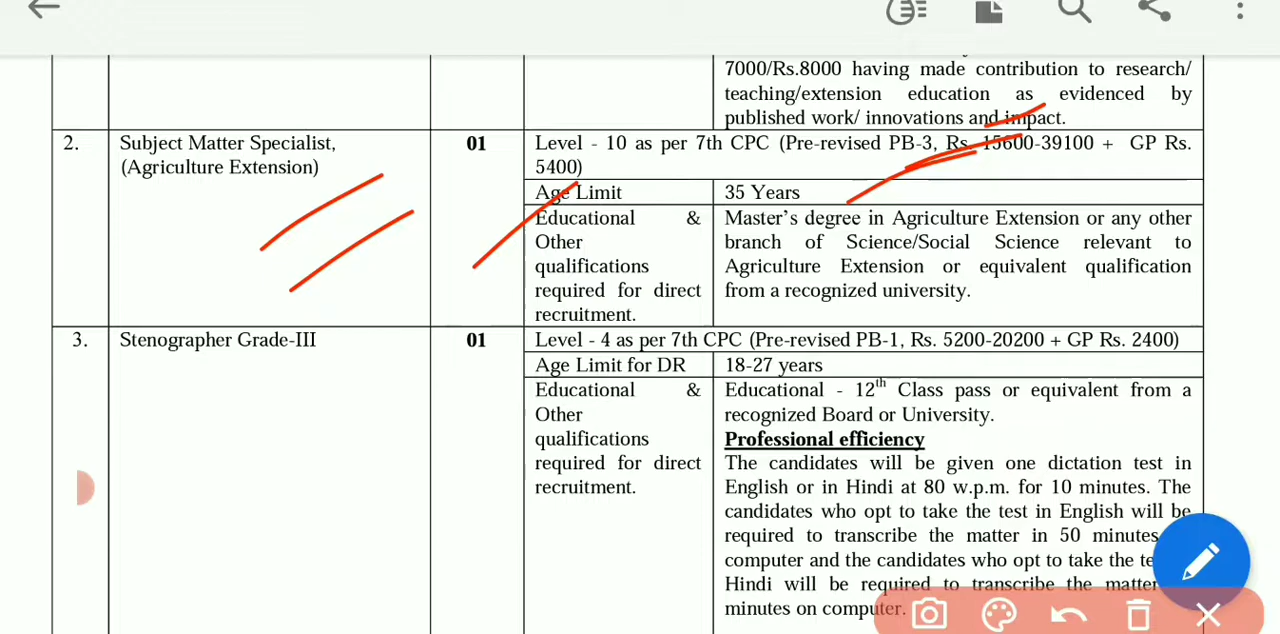 7000/Rs.8000 having made contribution to research/
teaching/extension education as evidenced by
published work/ innovations and impact.
2. Subject Matter Specialist, 01 Level - 10 as per 7th CPC (Pre-revised PB-3, Rs. 15600-39100 + GP Rs.
(Agriculture Extension) 5400)
Age Limit 35 Years
Educational & Master's degree in Agriculture Extension or any other
Other branch of Science/Social Science relevant to
qualifications Agriculture Extension or equivalent qualification
required for direct from a recognized university.
recruitment.
3. Stenographer Grade-III 01 Level - 4 as per 7th CPC (Pre-revised PB-1, Rs. 5200-20200 + GP Rs. 2400)
Age Limit for DR 18-27 years
Educational & Educational - 12th Class pass or equivalent from a
Other recognized Board or University.
qualifications Professional efficiency
required for direct The candidates will be given one dictation test in
recruitment. English or in Hindi at 80 w.p.m. for 10 minutes. The
candidates who opt to take the test in English will be
required to transcribe the matter in 50 minutes
computer and the candidates who opt to take the
Hindi will be required to transcribe the matter
minutes on computer.